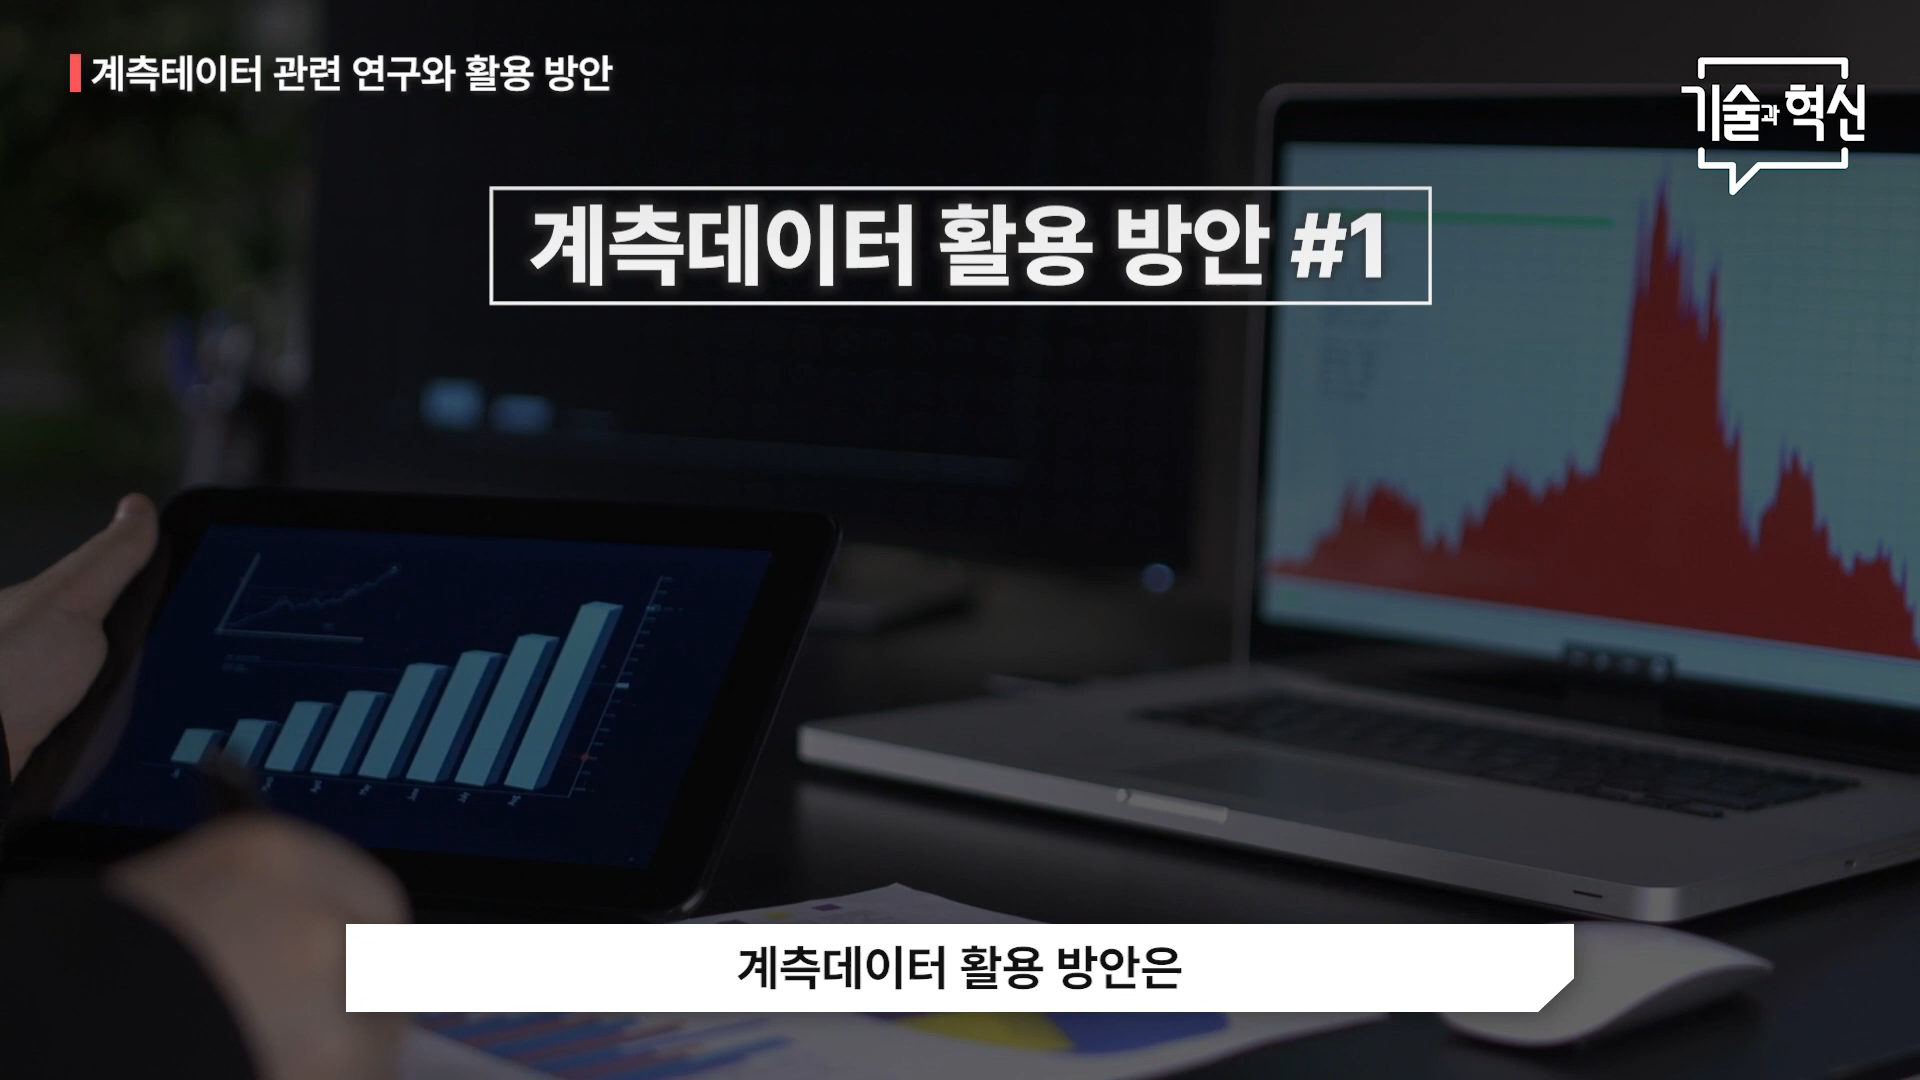 계측테이터 관련 연구와 활용 방안
기술과 혁신
계측데이터 활용 방안 #1
계측데이터 활용 방안은